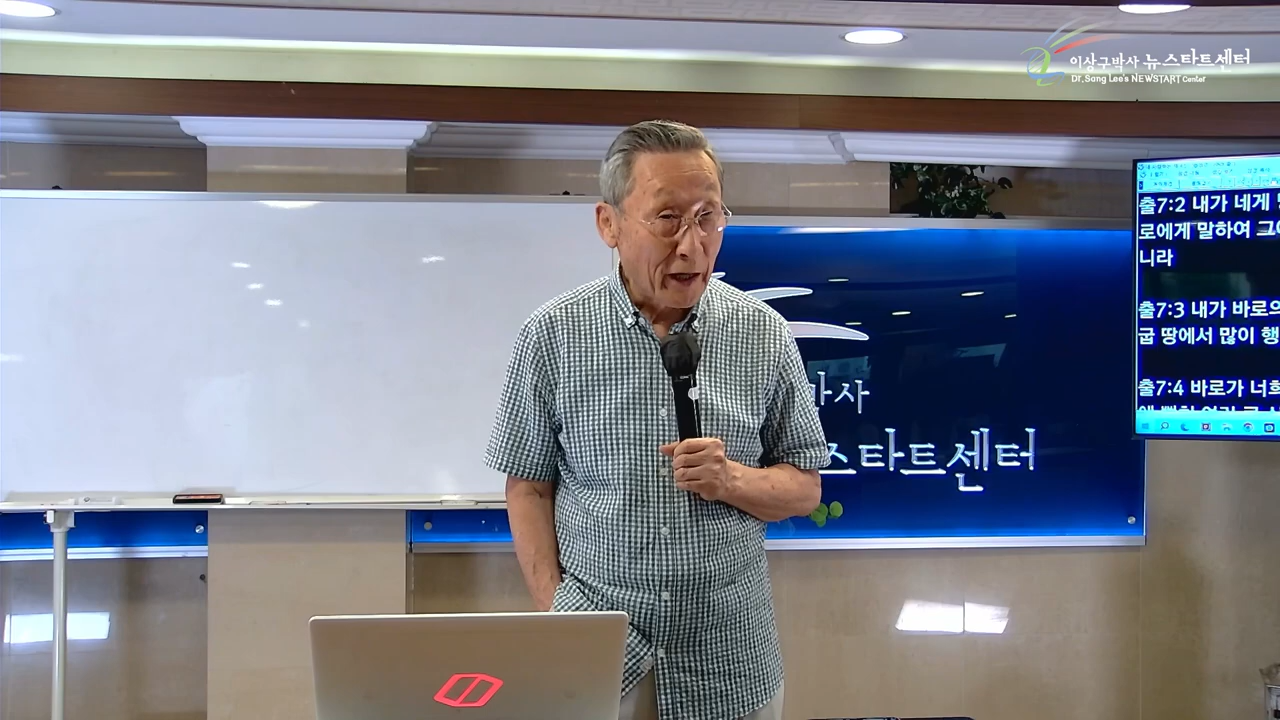 이상구박사 뉴스타트센터
Dr. Sang Lee's NEWSTART Center
출7:2 내가 네게
로에게 말하여 그
니라
출7:3 내가 바로의
굽 땅에서 많이 행
출7:4 바로가 너희
박사
스타트센터